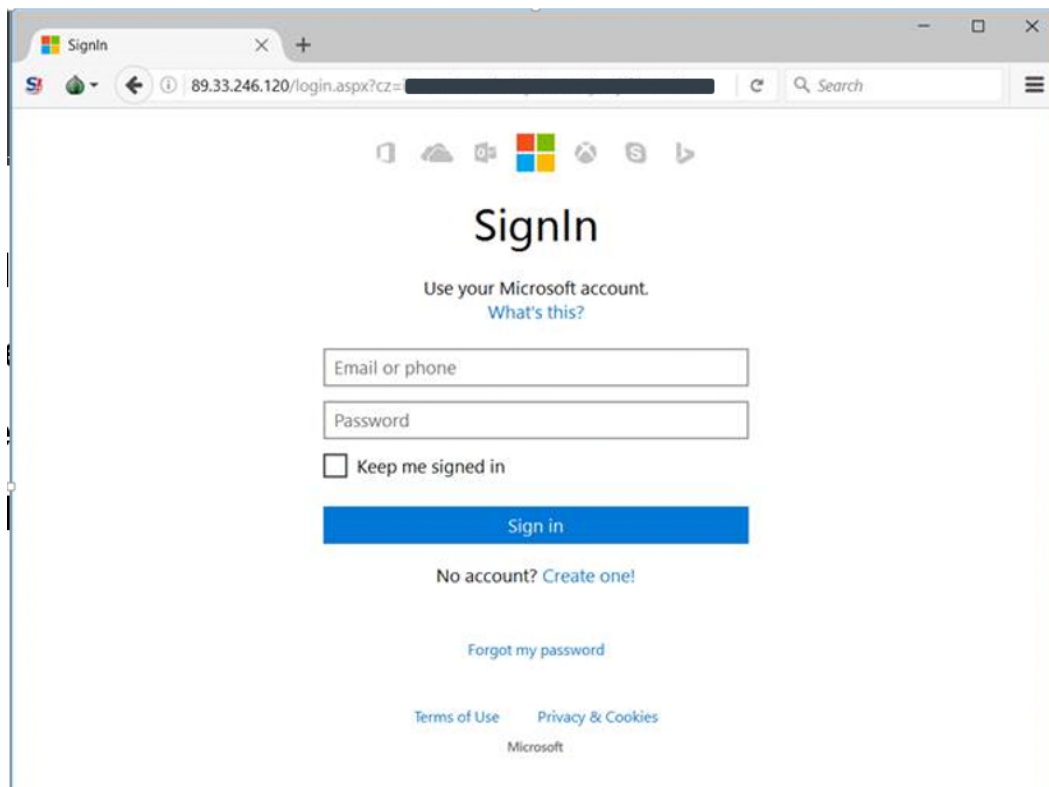 SignIn
89.33.246.120/login.aspx?cz=
Search
SignIn
Use your Microsoft account.
What's this?
Email or phone
Password
Keep me signed in
Sign in
No account? Create one!
Forgot my password
Terms of Use Privacy & Cookies
Microsoft